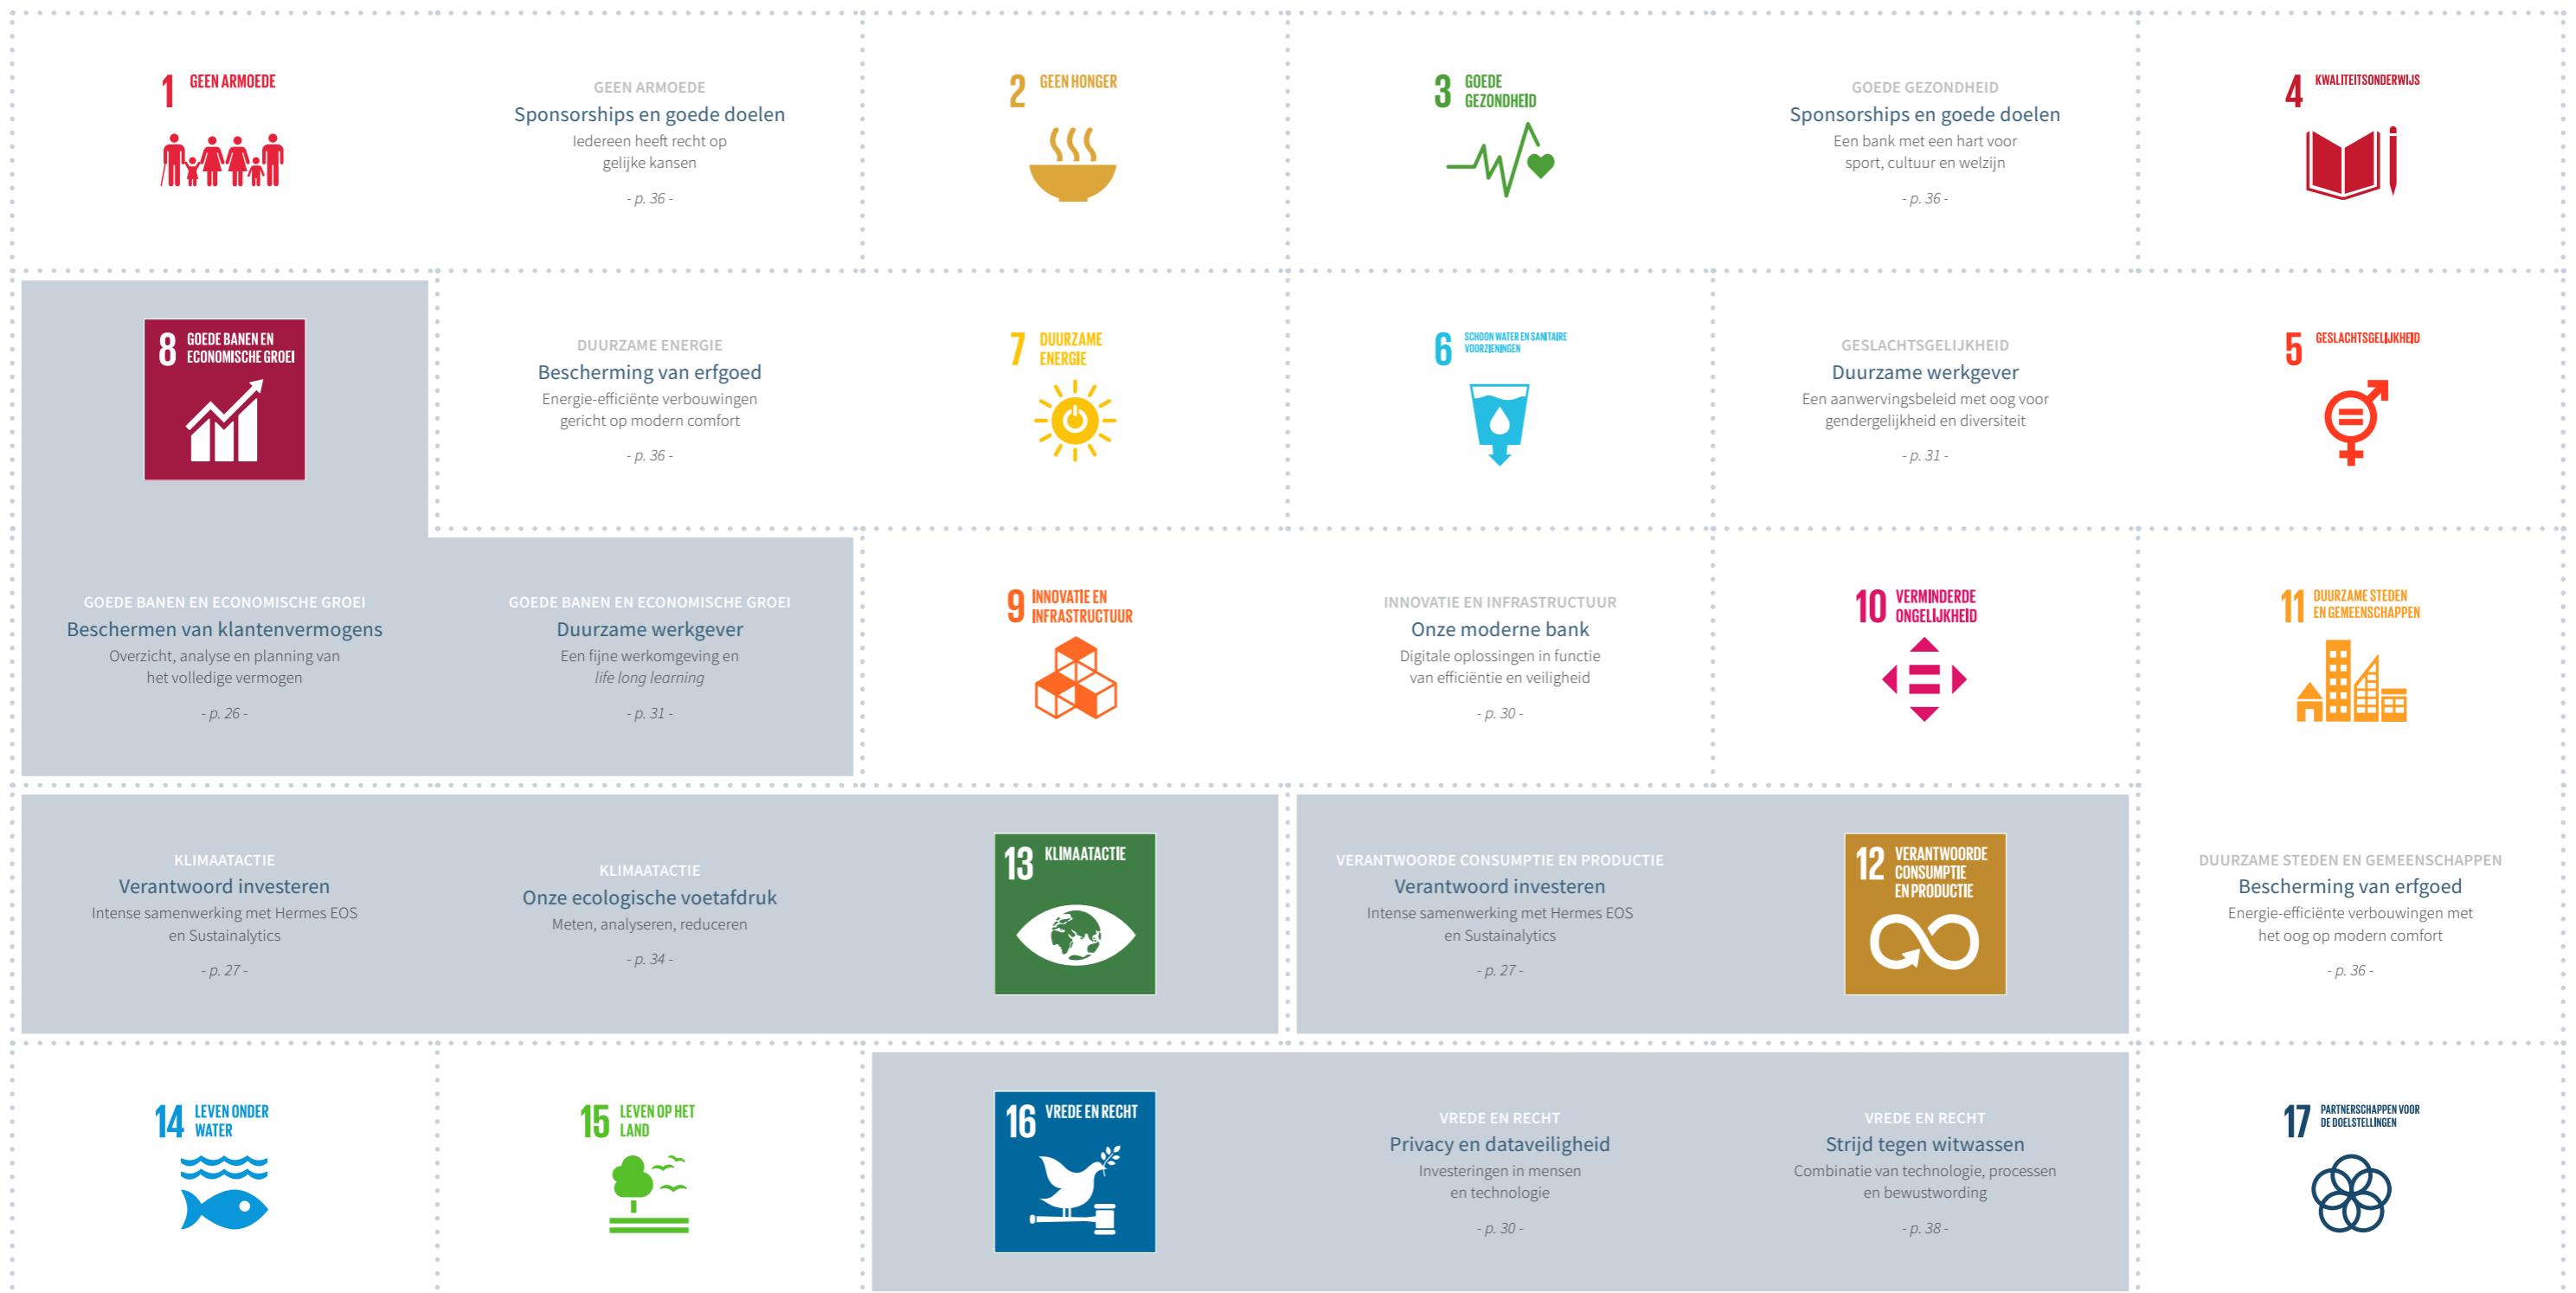 1 GEEN ARMOEDE
GEEN ARMOEDE
Sponsorships en goede doelen
Iedereen heeft recht op
gelijke kansen
- p. 36 -
2 GEEN HONGER
3 GOEDE
GEZONDHEID
GOEDE GEZONDHEID
Sponsorships en goede doelen
Een bank met een hart voor
sport, cultuur en welzijn
- p. 36 -
4 KWALITEITSONDERWIJS
8 GOEDE BANEN EN
ECONOMISCHE GROEI
DUURZAME ENERGIE
Bescherming van erfgoed
Energie-efficiënte verbouwingen
gericht op modern comfort
- p. 36 -
7 DUURZAME
ENERGIE
6 SCHOON WATER EN SANITAIRE
VOORZIENINGEN
GESLACHTSGELIJKHEID
Duurzame werkgever
Een aanwervingsbeleid met oog voor
gendergelijkheid en diversiteit
- p. 31 -
5 GESLACHTSGELIJKHEID
GOEDE BANEN EN ECONOMISCHE GROEI
Beschermen van klantenvermogens
Overzicht, analyse en planning van
het volledige vermogen
- p. 26 -
GOEDE BANEN EN ECONOMISCHE GROEI
Duurzame werkgever
Een fijne werkomgeving en
life long learning
- p. 31 -
9 INNOVATIE EN
INFRASTRUCTUUR
INNOVATIE EN INFRASTRUCTUUR
Onze moderne bank
Digitale oplossingen in functie
van efficiëntie en veiligheid
- p. 30 -
10 VERMINDERDE
ONGELIJKHEID
11 DUURZAME STEDEN
EN GEMEENSCHAPPEN
KLIMAATACTIE
Verantwoord investeren
Intense samenwerking met Hermes EOS
en Sustainalytics
- p. 27 -
KLIMAATACTIE
Onze ecologische voetafdruk
Meten, analyseren, reduceren
- p. 34 -
13 KLIMAATACTIE
VERANTWOORDE CONSUMPTIE EN PRODUCTIE
Verantwoord investeren
Intense samenwerking met Hermes EOS
en Sustainalytics
- p. 27 -
12 VERANTWOORDE
CONSUMPTIE
EN PRODUCTIE
DUURZAME STEDEN EN GEMEENSCHAPPEN
Bescherming van erfgoed
Energie-efficiënte verbouwingen met
het oog op modern comfort
- p. 36 -
14 LEVEN ONDER
WATER
15 LEVEN OP HET
LAND
16 VREDE EN RECHT
VREDE EN RECHT
Privacy en dataveiligheid
Investeringen in mensen
en technologie
- p. 30 -
VREDE EN RECHT
Strijd tegen witwassen
Combinatie van technologie, processen
en bewustwording
- p. 38 -
17 PARTNERSCHAPPEN VOOR
DE DOELSTELLINGEN